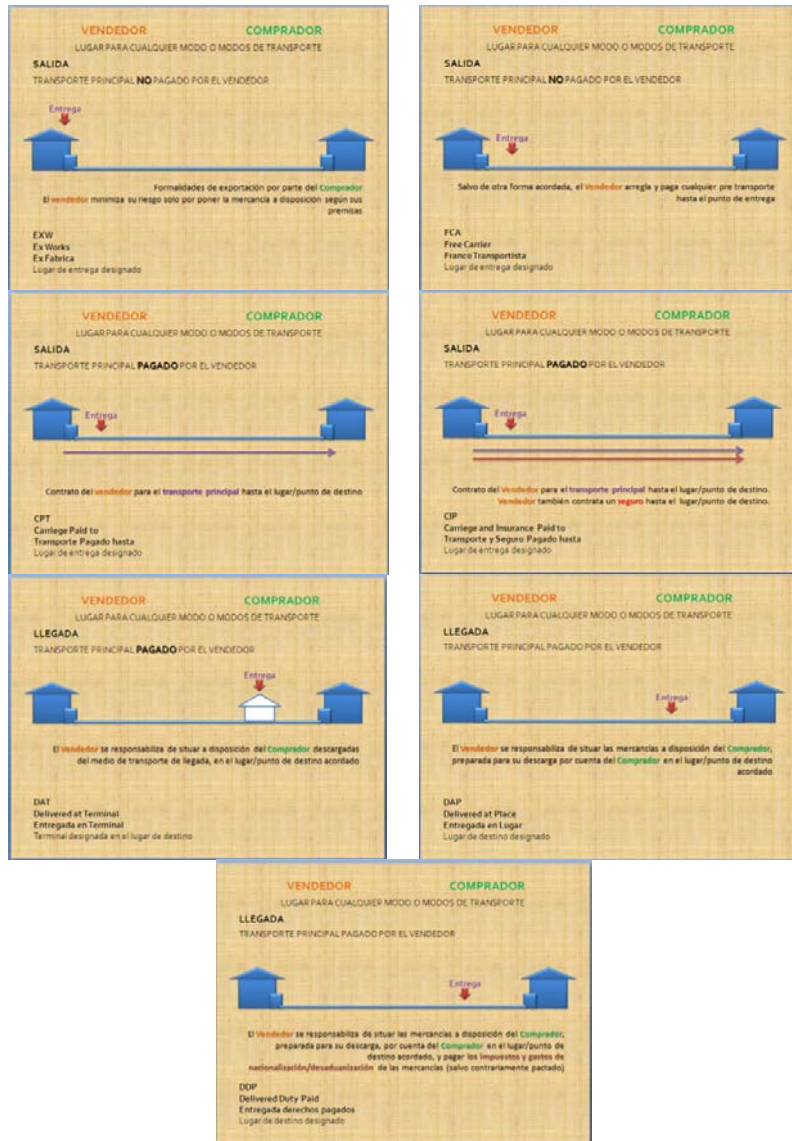 VENDEDOR COMPRADOR
LUGAR PARA CUALQUIER MODO O MODOS DE TRANSPORTE
SALIDA
TRANSPORTE PRINCIPAL NO PAGADO POR EL VENDEDOR
Entrega
Formalidades de exportación por parte del Comprador
El vendedor minimiza su riesgo solo por poner la mercancía a disposición según sus
premisas
EXW
Ex Works
Ex Fabrica
Lugar de entrega designado
VENDEDOR COMPRADOR
LUGAR PARA CUALQUIER MODO O MODOS DE TRANSPORTE
SALIDA
TRANSPORTE PRINCIPAL NO PAGADO POR EL VENDEDOR
Entrega
Salvo de otra forma acordada, el Vendedor arregla y paga cualquier pre transporte
hasta el punto de entrega
FCA
Free Carrier
Franco Transportista
Lugar de entrega designado
VENDEDOR COMPRADOR
LUGAR PARA CUALQUIER MODO O MODOS DE TRANSPORTE
SALIDA
TRANSPORTE PRINCIPAL PAGADO POR EL VENDEDOR
Entrega
Contrato del vendedor para el transporte principal hasta el lugar/punto de destino
CPT
Carriege Paid to
Transporte Pagado hasta
Lugar de entrega designado
VENDEDOR COMPRADOR
LUGAR PARA CUALQUIER MODO O MODOS DE TRANSPORTE
SALIDA
TRANSPORTE PRINCIPAL PAGADO POR EL VENDEDOR
Entrega
Contrato del Vendedor para el transporte principal hasta el lugar/punto de destino.
Vendedor también contrata un seguro hasta el lugar/punto de destino.
CIP
Carriege and Insurance Paid to
Transporte y Seguro Pagado hasta
Lugar de entrega designado
VENDEDOR COMPRADOR
LUGAR PARA CUALQUIER MODO O MODOS DE TRANSPORTE
LLEGADA
TRANSPORTE PRINCIPAL PAGADO POR EL VENDEDOR
Entrega
El Vendedor se responsabiliza de situar a disposición del Comprador descargadas
del medio de transporte de llegada, en el lugar/punto de destino acordado
DAT
Delivered at Terminal
Entregada en Terminal
Terminal designada en el lugar de destino
VENDEDOR COMPRADOR
LUGAR PARA CUALQUIER MODO O MODOS DE TRANSPORTE
LLEGADA
TRANSPORTE PRINCIPAL PAGADO POR EL VENDEDOR
Entrega
El Vendedor se responsabiliza de situar las mercancías a disposición del Comprador,
preparada para su descarga por cuenta del Comprador en el lugar/punto de destino
acordado
DAP
Delivered at Place
Entregada en Lugar
Lugar de destino designado
VENDEDOR COMPRADOR
LUGAR PARA CUALQUIER MODO O MODOS DE TRANSPORTE
LLEGADA
TRANSPORTE PRINCIPAL PAGADO POR EL VENDEDOR
Entrega
El Vendedor se responsabiliza de situar las mercancías a disposición del Comprador,
preparada para su descarga, por cuenta del Comprador en el lugar/punto de
destino acordado, y pagar los impuestos y gastos de
nacionalización/desaduanización de las mercancías (salvo contrariamente pactado)
DDP
Delivered Duty Paid
Entregada derechos pagados
Lugar de destino designado